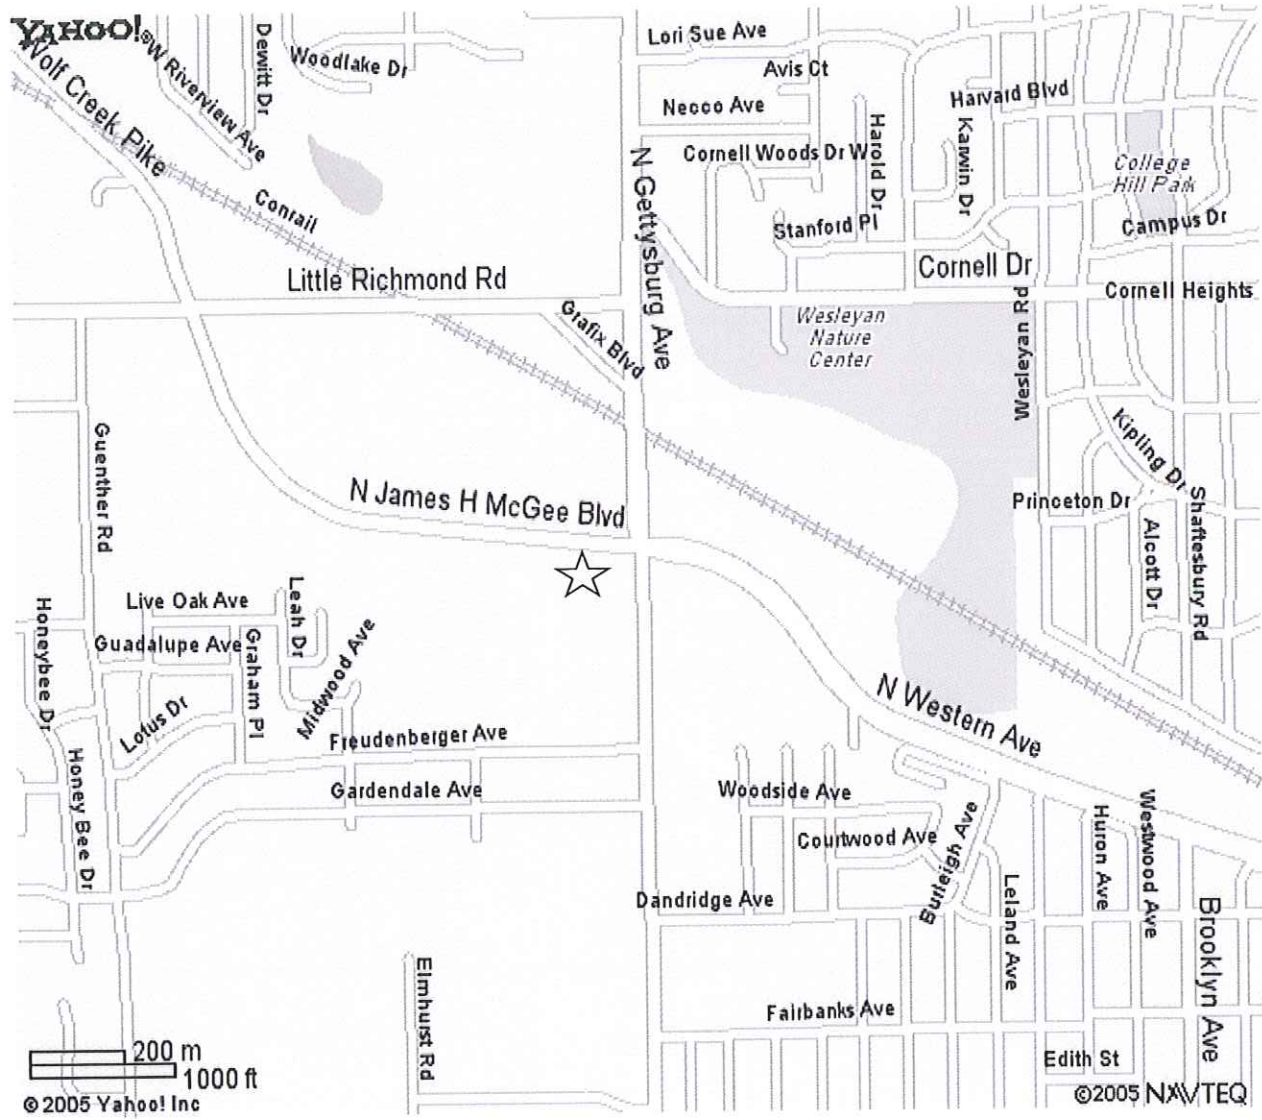 YAHOO!®
Wolf Creek Pike
W Riverview Ave
Dewitt Dr
Woodlake Dr
Lori Sue Ave
Avis Ct
Necco Ave
Harvard Blvd
Cornell Woods Dr W
Harold Dr
Karwin Dr
College
Hill Park
N Gettysburg Ave
Conrail
Stanford Pl
Campus Dr
Little Richmond Rd
Cornell Dr
Cornell Heights
Grafix Blvd
Wesleyan
Nature
Center
Wesleyan Rd
Guenther Rd
Kipling Dr
N James H McGee Blvd
Princeton Dr
Alcott Dr
Shaftesbury Rd
Honeybee Dr
Live Oak Ave
Leah Dr
Guadalupe Ave
Graham Pl
Midwood Ave
Lotus Dr
N Western Ave
Freudenberger Ave
Honey Bee Dr
Gardendale Ave
Woodside Ave
Courtwood Ave
Burleigh Ave
Huron Ave
Westwood Ave
Dandridge Ave
Leland Ave
Brooklyn Ave
Elmhurst Rd
Fairbanks Ave
Edith St
200 m
1000 ft
©2005 Yahoo! Inc
©2005 NAVTEQ